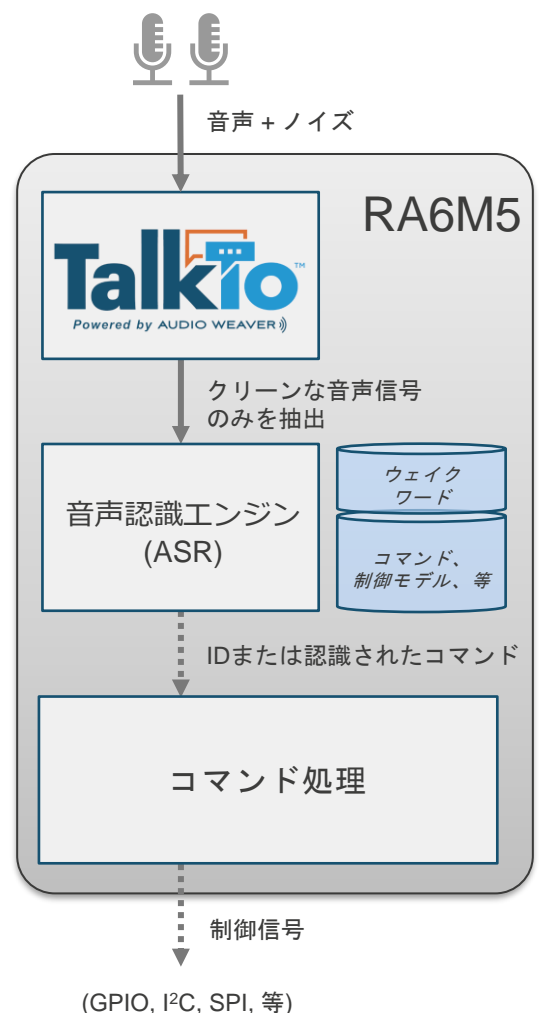 音声 + ノイズ
RA6M5
TalkTo™
Powered by AUDIO WEAVER
クリーンな音声信号
のみを抽出
音声認識エンジン
(ASR)
ウェイク
ワード
コマンド、
制御モデル、等
IDまたは認識されたコマンド
コマンド処理
制御信号
(GPIO, I²C, SPI, 等)